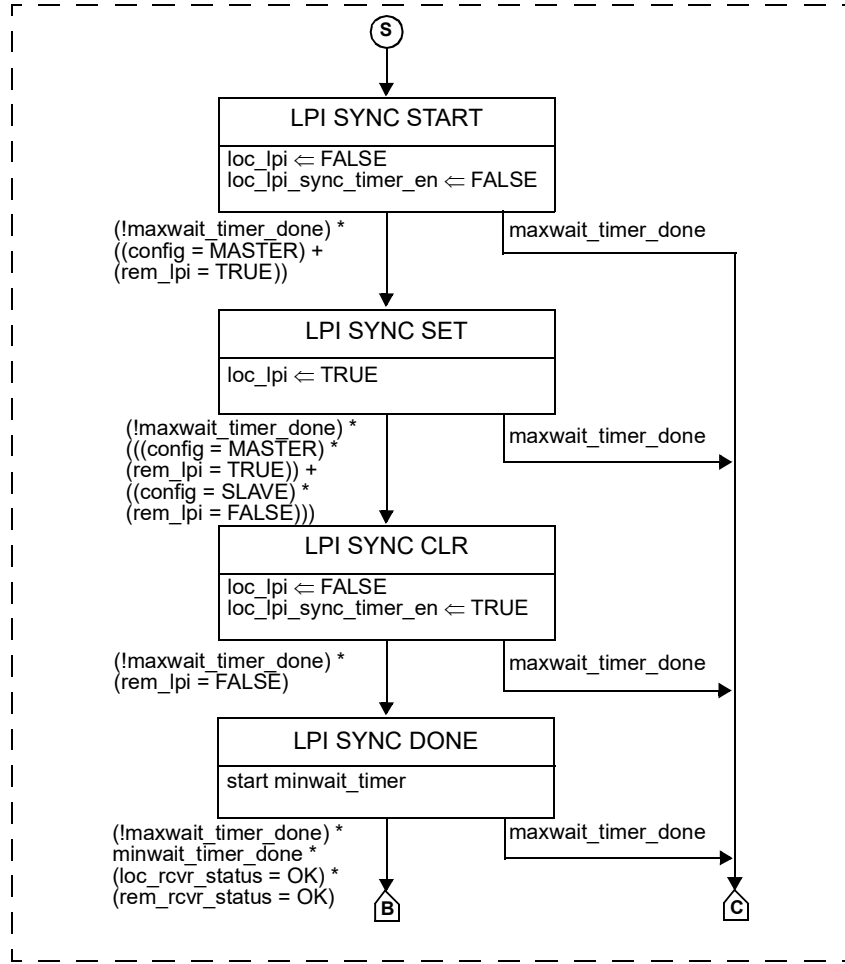 S
LPI SYNC START
loc_lpi ⇐ FALSE
loc_lpi_sync_timer_en ⇐ FALSE
(!maxwait_timer_done) *
((config = MASTER) +
(rem_lpi = TRUE))
maxwait_timer_done
LPI SYNC SET
loc_lpi ⇐ TRUE
(!maxwait_timer_done) *
(((config = MASTER) *
(rem_lpi = TRUE)) +
((config = SLAVE) *
(rem_lpi = FALSE)))
maxwait_timer_done
LPI SYNC CLR
loc_lpi ⇐ FALSE
loc_lpi_sync_timer_en ⇐ TRUE
(!maxwait_timer_done) *
(rem_lpi = FALSE)
maxwait_timer_done
LPI SYNC DONE
start minwait_timer
(!maxwait_timer_done) *
minwait_timer_done *
(loc_rcvr_status = OK) *
(rem_rcvr_status = OK)
maxwait_timer_done
B
C